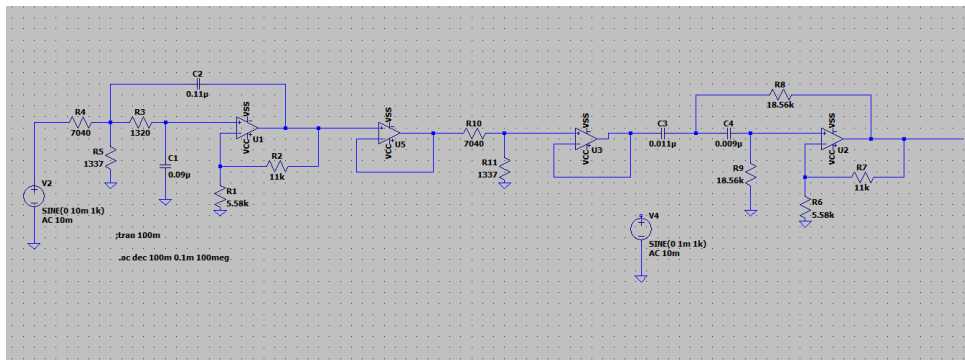 C2
0.11µ
R4
7040
R3
1320
VSS
U1
VCC
R5
1337
C1
0.09µ
R2
11k
R1
5.58k
V2
SINE(0 10m 1k)
AC 10m
;tran 100m
.ac dec 100m 0.1m 100meg
VSS
U5
VCC
R10
7040
R11
1337
VSS
U3
VCC
C3
0.011µ
C4
0.009µ
R8
18.56k
R9
18.56k
VSS
U2
VCC
R7
11k
R6
5.58k
V4
SINE(0 1m 1k)
AC 10m